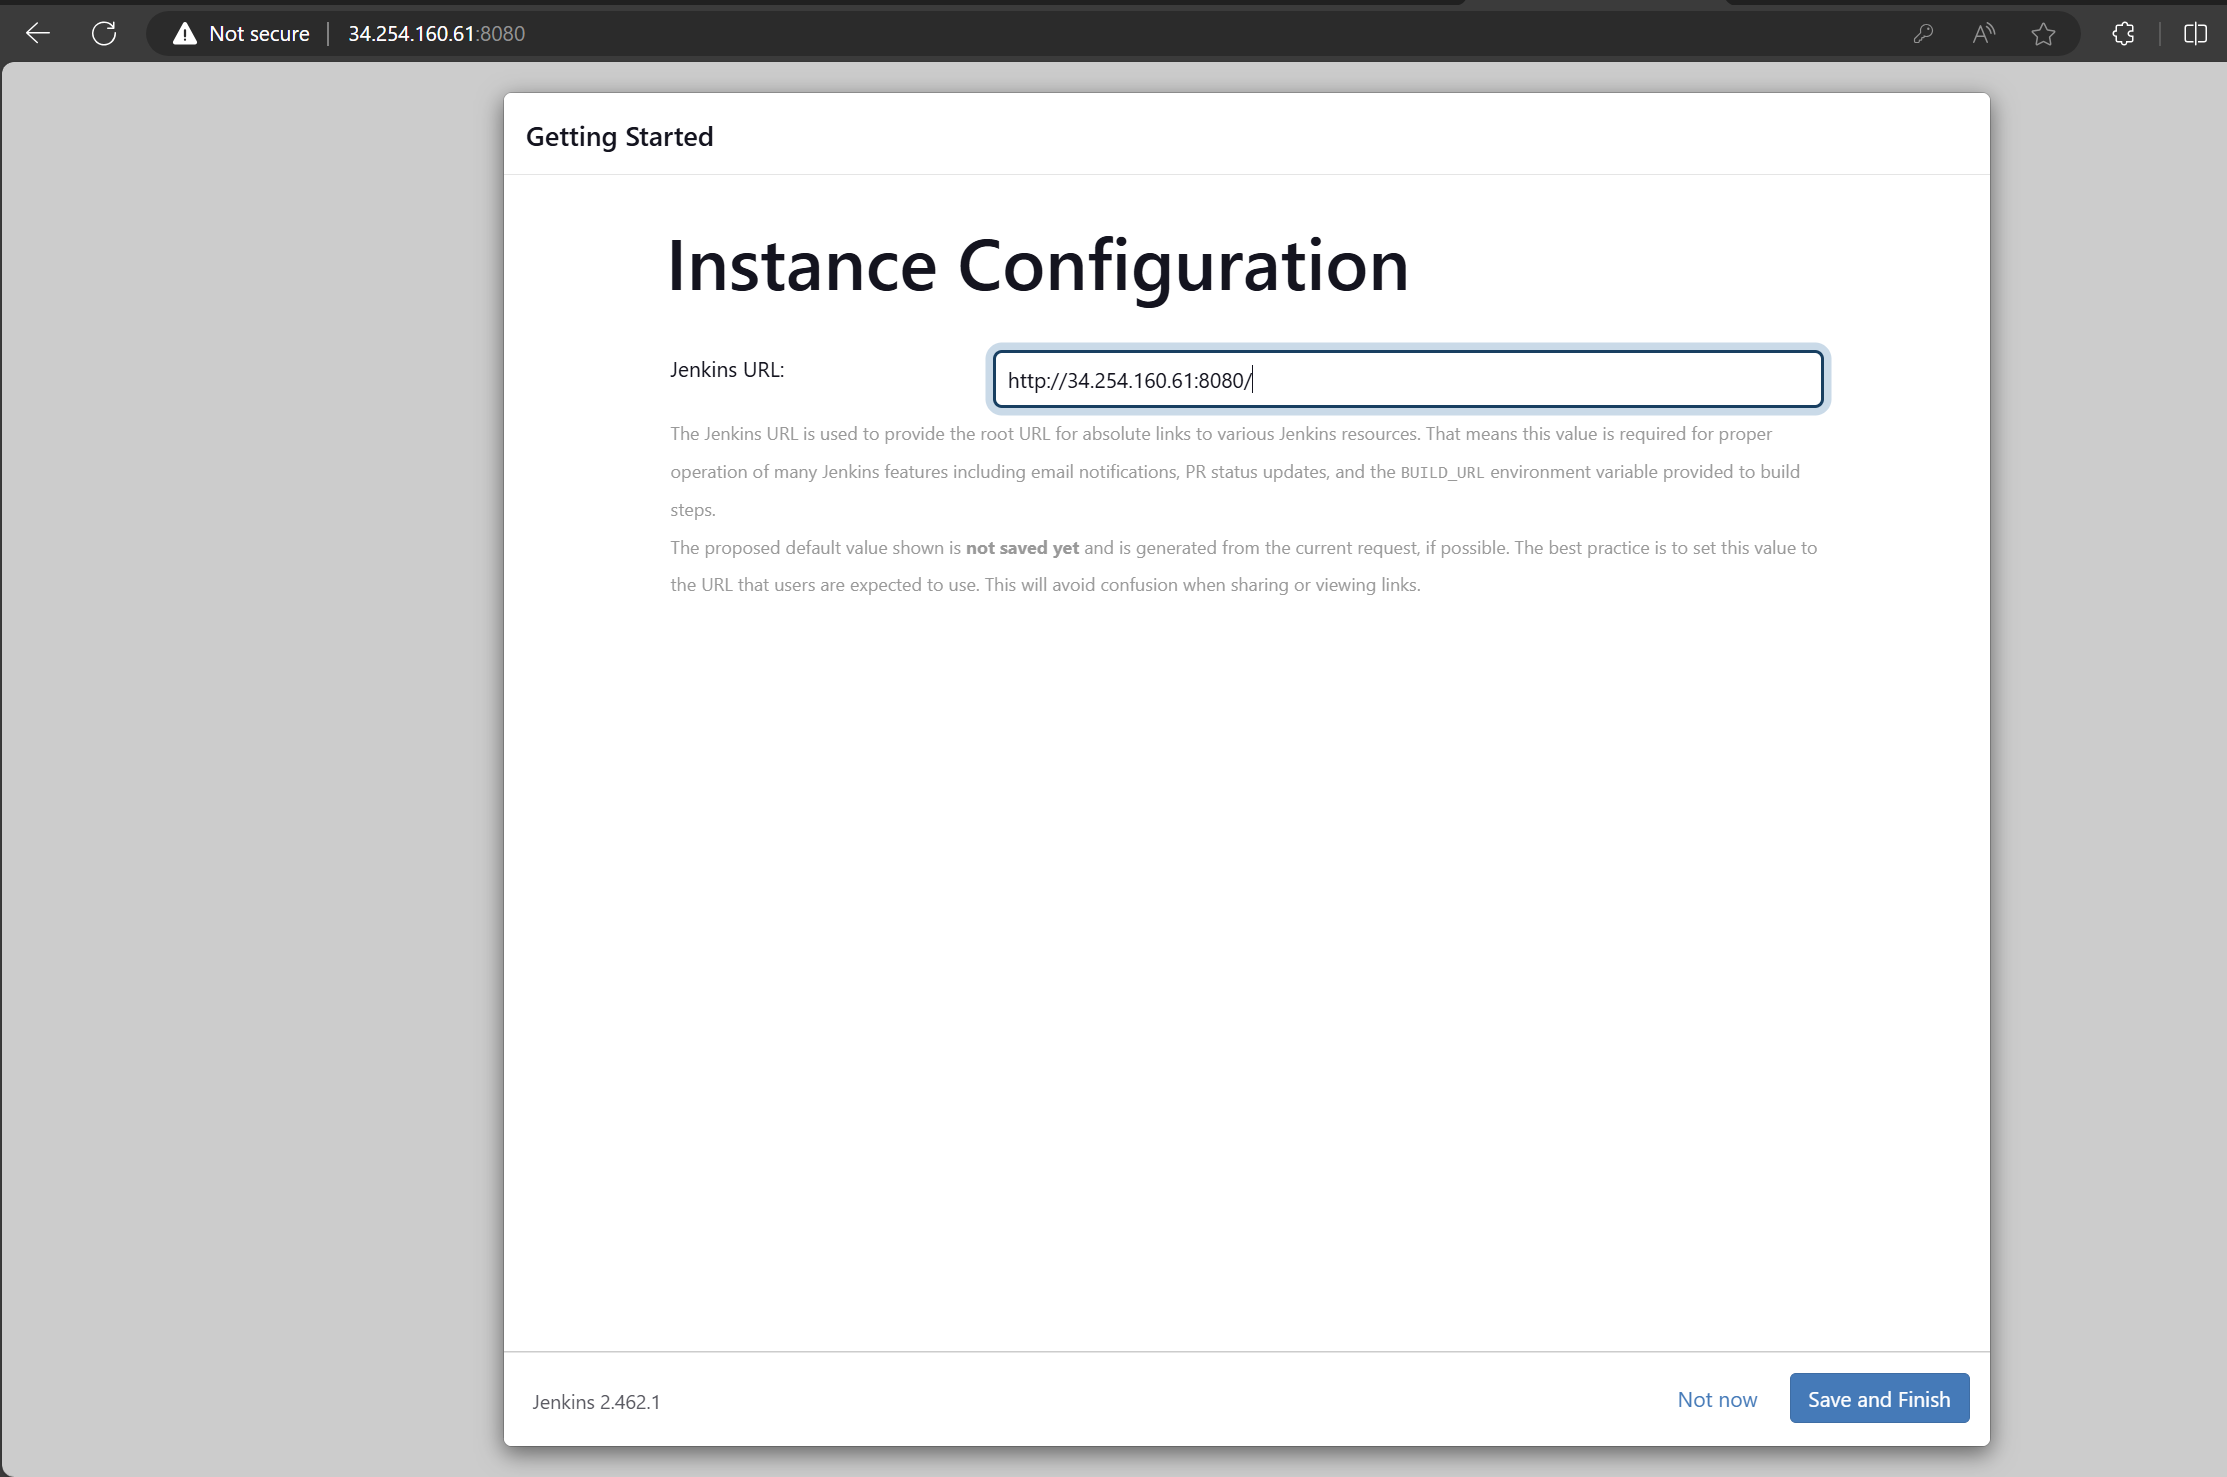 Not secure
34.254.160.61:8080
Getting Started
Instance Configuration
Jenkins URL:
http://34.254.160.61:8080/
The Jenkins URL is used to provide the root URL for absolute links to various Jenkins resources. That means this value is required for proper
operation of many Jenkins features including email notifications, PR status updates, and the BUILD_URL environment variable provided to build
steps.
The proposed default value shown is not saved yet and is generated from the current request, if possible. The best practice is to set this value to
the URL that users are expected to use. This will avoid confusion when sharing or viewing links.
Jenkins 2.462.1
Not now
Save and Finish